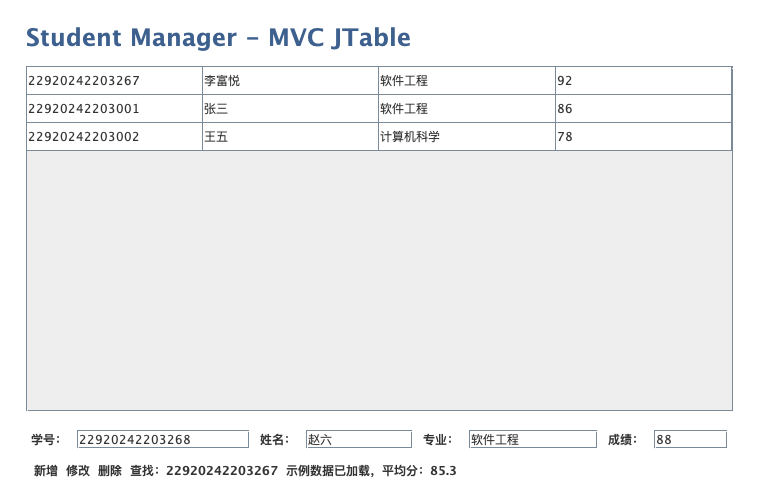 Student Manager - MVC JTable
22920242203267 李富悦 软件工程 92
22920242203001 张三 软件工程 86
22920242203002 王五 计算机科学 78
学号： 22920242203268 姓名： 赵六 专业： 软件工程 成绩： 88
新增 修改 删除 查找：22920242203267 示例数据已加载，平均分：85.3